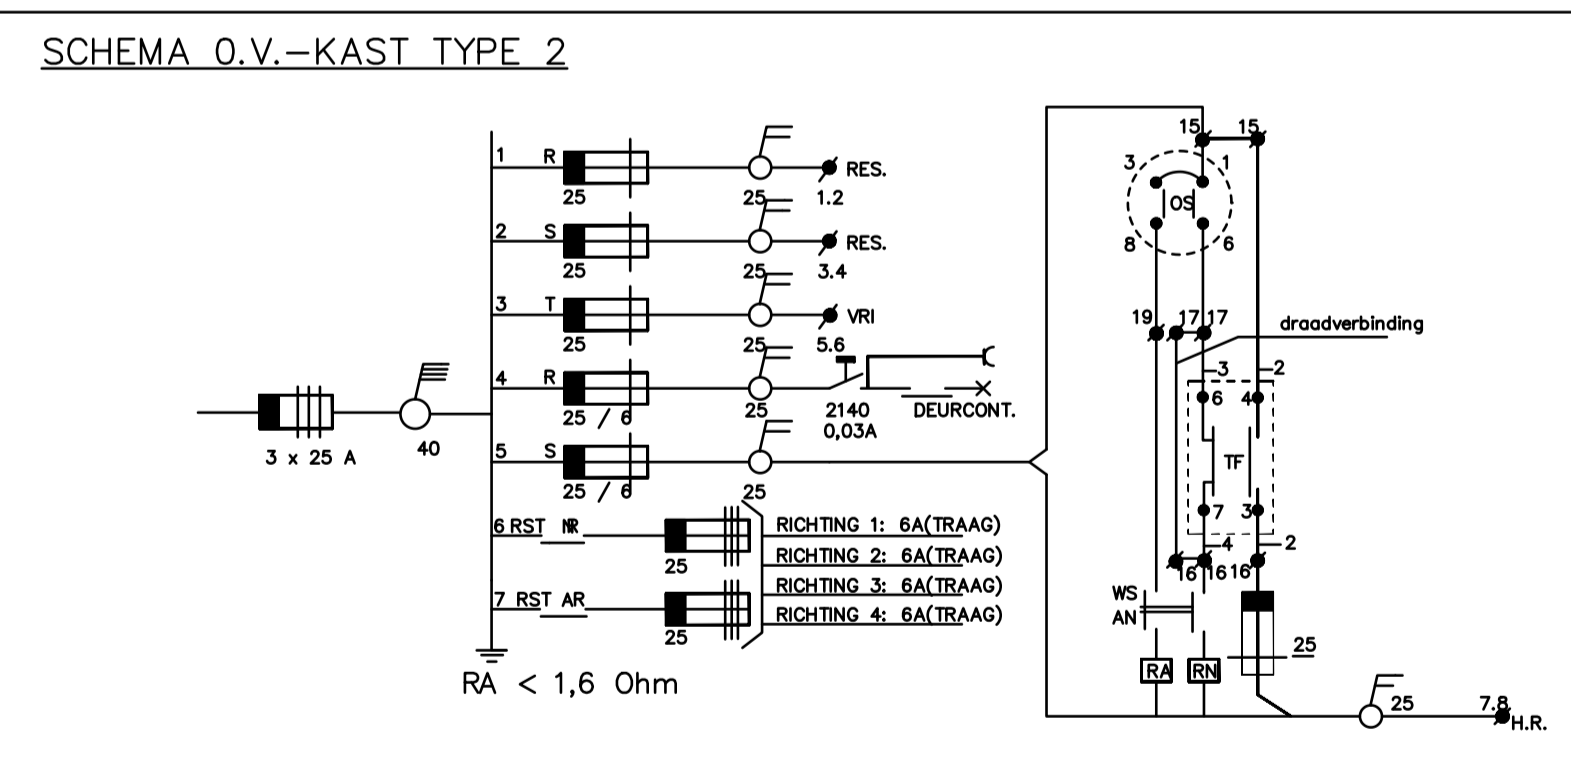 SCHEMA O.V.-KAST TYPE 2
1 R
25
25
RES.
1.2
2 S
25
25
RES.
3.4
3 T
25
25
VRI
5.6
4 R
25 / 6
25
2140
0,03A
DEURCONT.
3 x 25 A
40
5 S
25 / 6
25
6 RST NR
25
7 RST AR
25
RICHTING 1: 6A(TRAAG)
RICHTING 2: 6A(TRAAG)
RICHTING 3: 6A(TRAAG)
RICHTING 4: 6A(TRAAG)
RA < 1,6 Ohm
15 15
3 1
OS
8 6
19 17 17
draadverbinding
3 2
6 4
TF
7 3
4 2
16 16 16
WS
AN
25
RA RN
25
7.8
H.R.